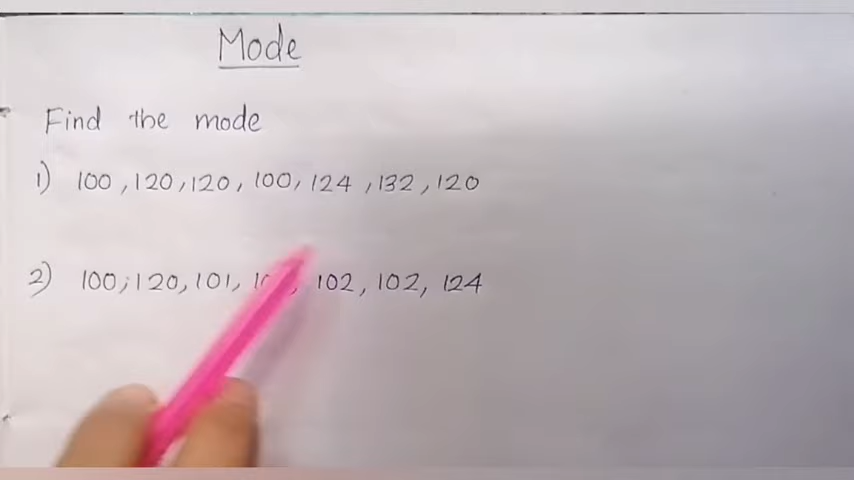 Mode
Find the mode
1) 100, 120, 120, 100, 124, 132, 120
2) 100, 120, 101, 102, 102, 124